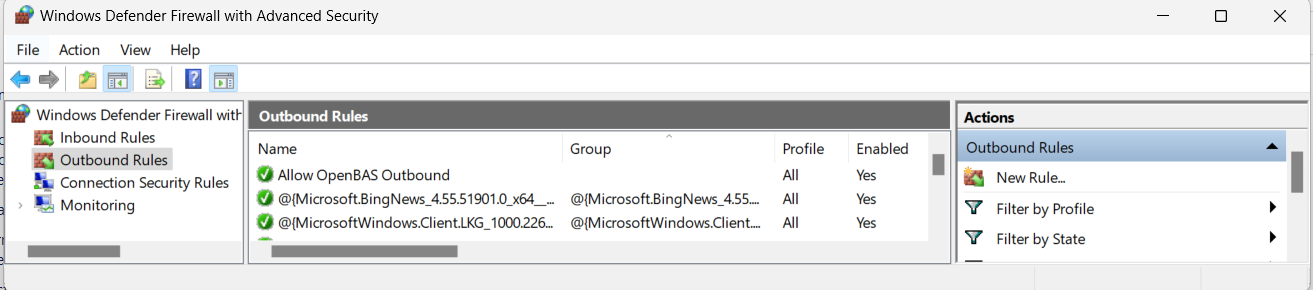 Windows Defender Firewall with Advanced Security
File Action View Help
Windows Defender Firewall with
Inbound Rules
Outbound Rules
Connection Security Rules
Monitoring
Outbound Rules
Name Group Profile Enabled
Allow OpenBAS Outbound All Yes
@{Microsoft.BingNews_4.55.51901.0_x64__... @{Microsoft.BingNews_4.55.... All Yes
@{MicrosoftWindows.Client.LKG_1000.226... @{MicrosoftWindows.Client.... All Yes
Actions
Outbound Rules
New Rule...
Filter by Profile
Filter by State